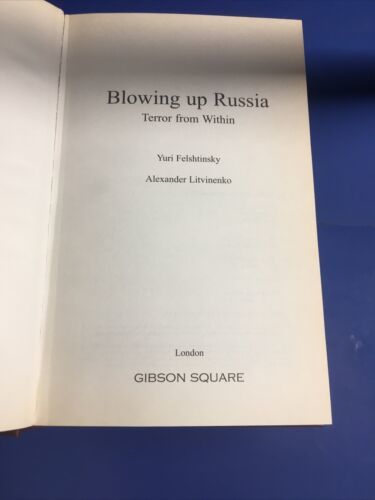 Blowing up Russia
Terror from Within
Yuri Felshtinsky
Alexander Litvinenko
London
GIBSON SQUARE